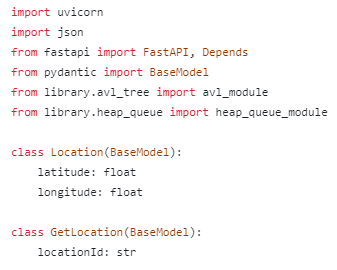 import uvicorn
import json
from fastapi import FastAPI, Depends
from pydantic import BaseModel
from library.avl_tree import avl_module
from library.heap_queue import heap_queue_module
class Location(BaseModel):
    latitude: float
    longitude: float
class GetLocation(BaseModel):
    locationId: str